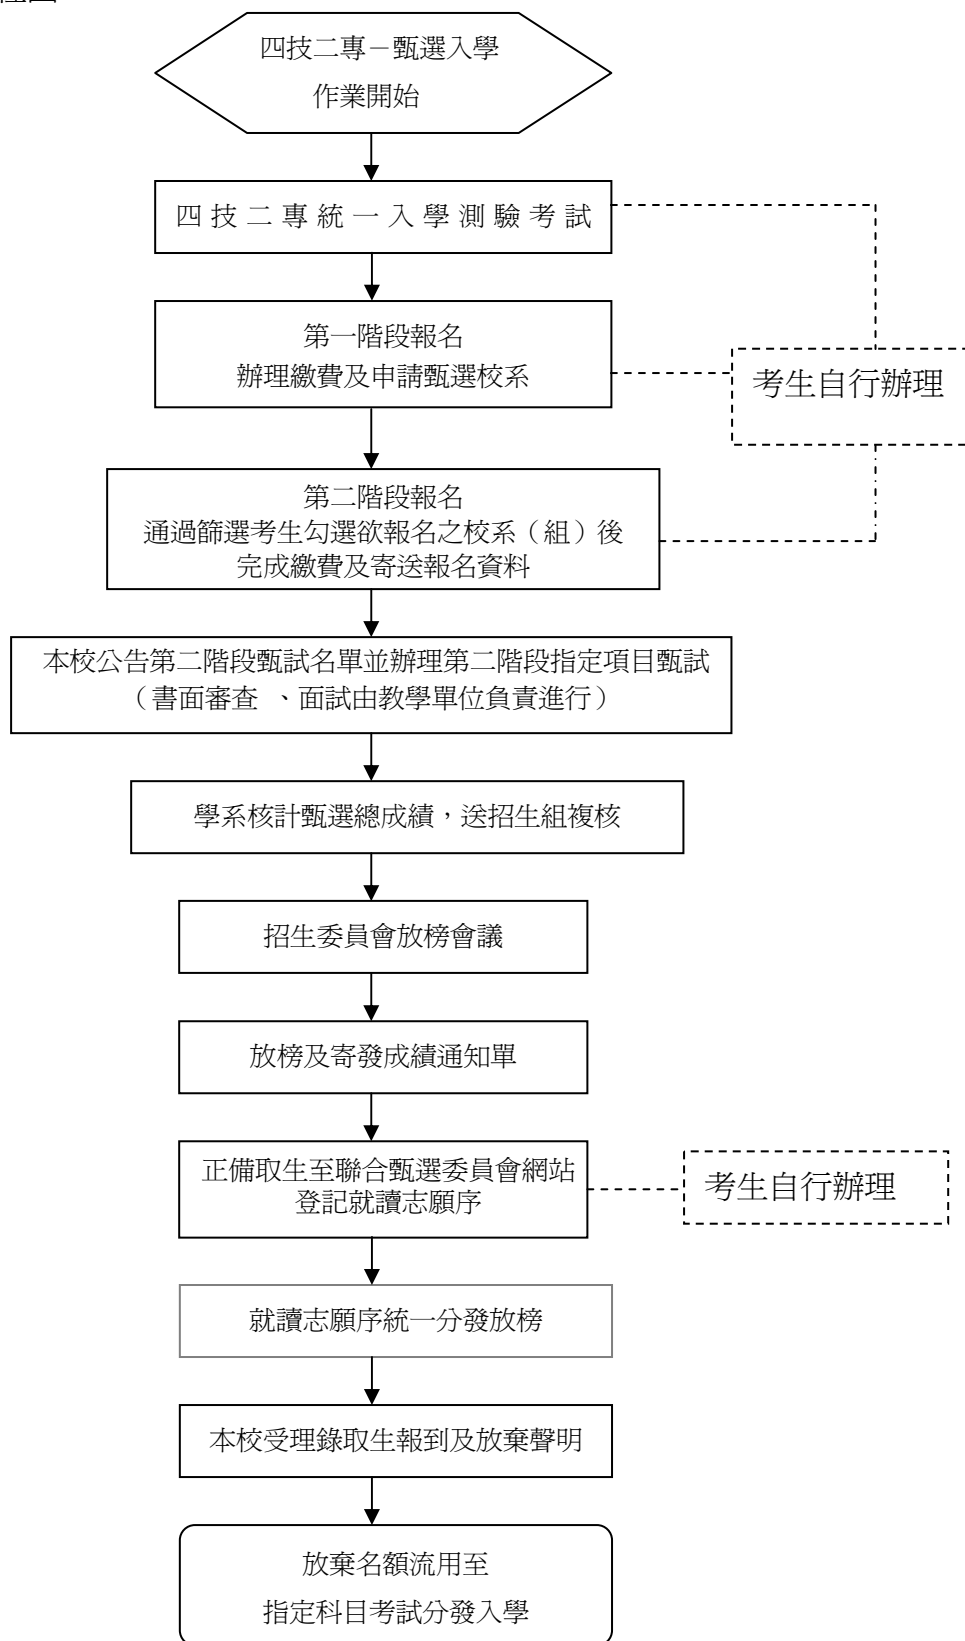 四技二專－甄選入學
作業開始
四技二專統一入學測驗考試
第一階段報名
辦理繳費及申請甄選校系
考生自行辦理
第二階段報名
通過篩選考生勾選欲報名之校系（組）後
完成繳費及寄送報名資料
本校公告第二階段甄試名單並辦理第二階段指定項目甄試
（書面審查 、面試由教學單位負責進行）
學系核計甄選總成績，送招生組複核
招生委員會放榜會議
放榜及寄發成績通知單
正備取生至聯合甄選委員會網站
登記就讀志願序
考生自行辦理
就讀志願序統一分發放榜
本校受理錄取生報到及放棄聲明
放棄名額流用至
指定科目考試分發入學